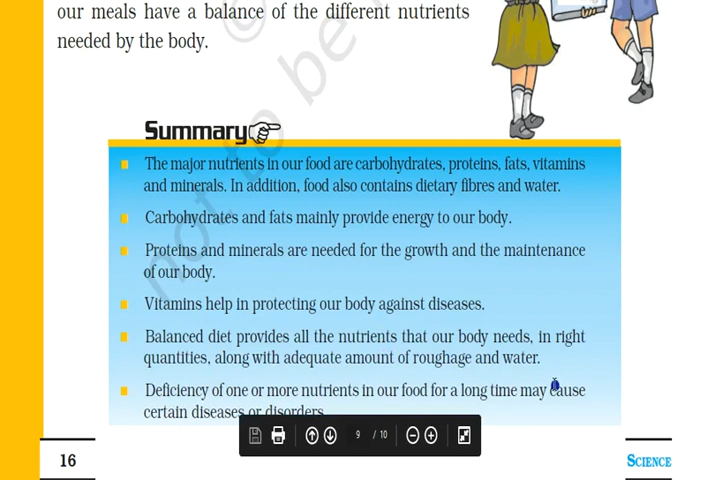 our meals have a balance of the different nutrients
needed by the body.
not to be
Summary
The major nutrients in our food are carbohydrates, proteins, fats, vitamins
and minerals. In addition, food also contains dietary fibres and water.
Carbohydrates and fats mainly provide energy to our body.
Proteins and minerals are needed for the growth and the maintenance
of our body.
Vitamins help in protecting our body against diseases.
Balanced diet provides all the nutrients that our body needs, in right
quantities, along with adequate amount of roughage and water.
Deficiency of one or more nutrients in our food for a long time may cause
certain diseases or disorders
9 / 10
16
SCIENCE